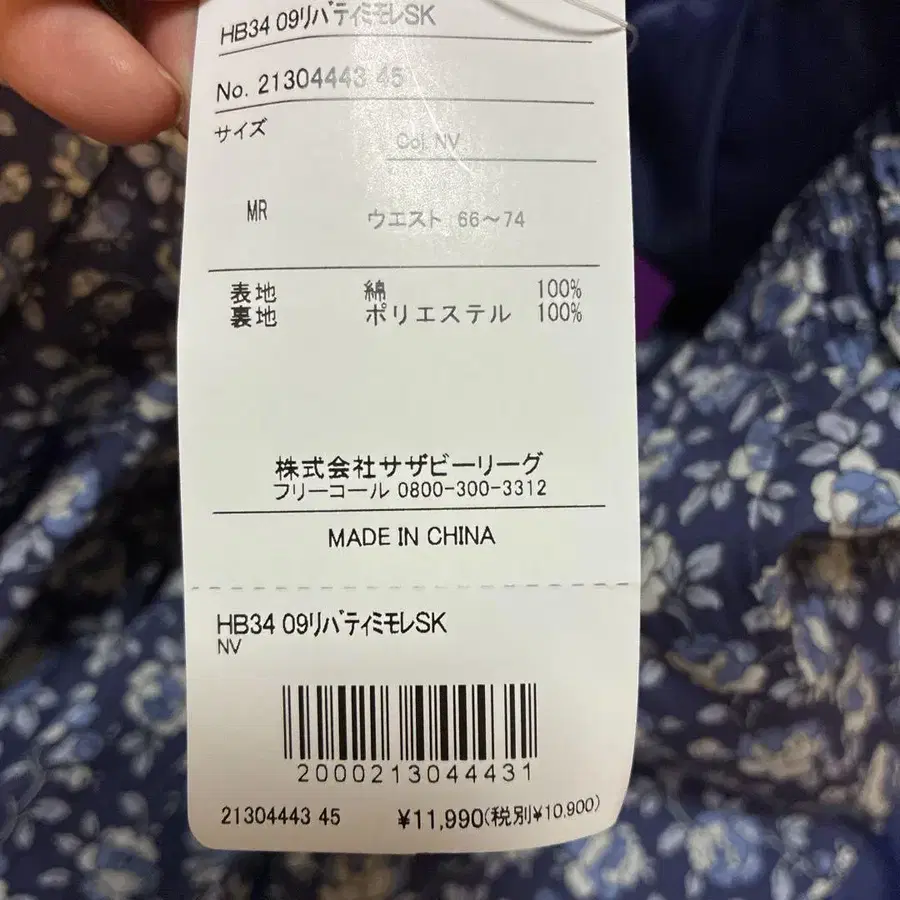 HB34 09リバティミモレSK
No. 21304443 45
サイズ
Col NV
MR ウエスト 66～74
表地 綿 100%
裏地 ポリエステル 100%
株式会社サザビーリーグ
フリーコール 0800-300-3312
MADE IN CHINA
HB34 09リバティミモレSK
NV
2000213044431
21304443 45 ¥11,990(税別¥10,900)